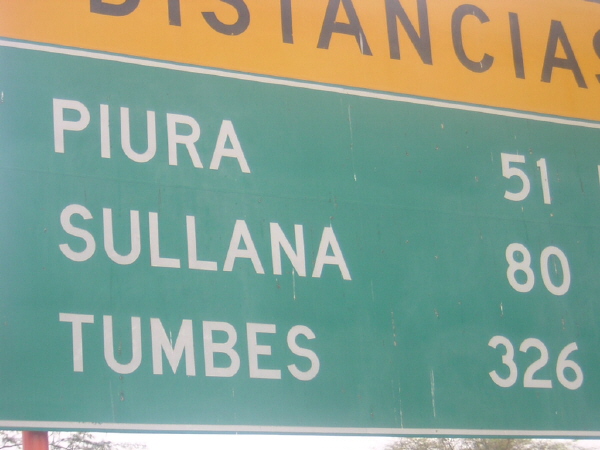 DISTANCIAS
PIURA 51
SULLANA 80
TUMBES 326